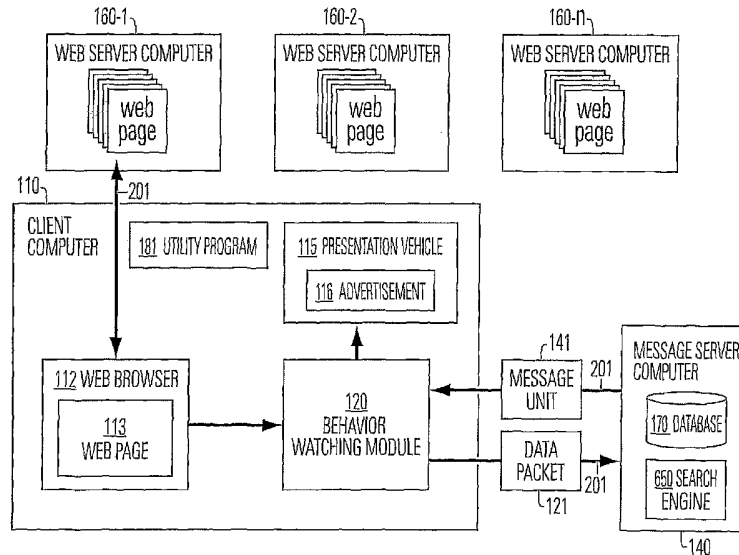 160-1
160-2
160-n
WEB SERVER COMPUTER
web
page
WEB SERVER COMPUTER
web
page
WEB SERVER COMPUTER
web
page
110
201
CLIENT
COMPUTER
181 UTILITY PROGRAM
115 PRESENTATION VEHICLE
116 ADVERTISEMENT
112 WEB BROWSER
113
WEB PAGE
120
BEHAVIOR
WATCHING MODULE
141
MESSAGE
UNIT
201
DATA
PACKET
121
201
MESSAGE SERVER
COMPUTER
170 DATABASE
650 SEARCH
ENGINE
140